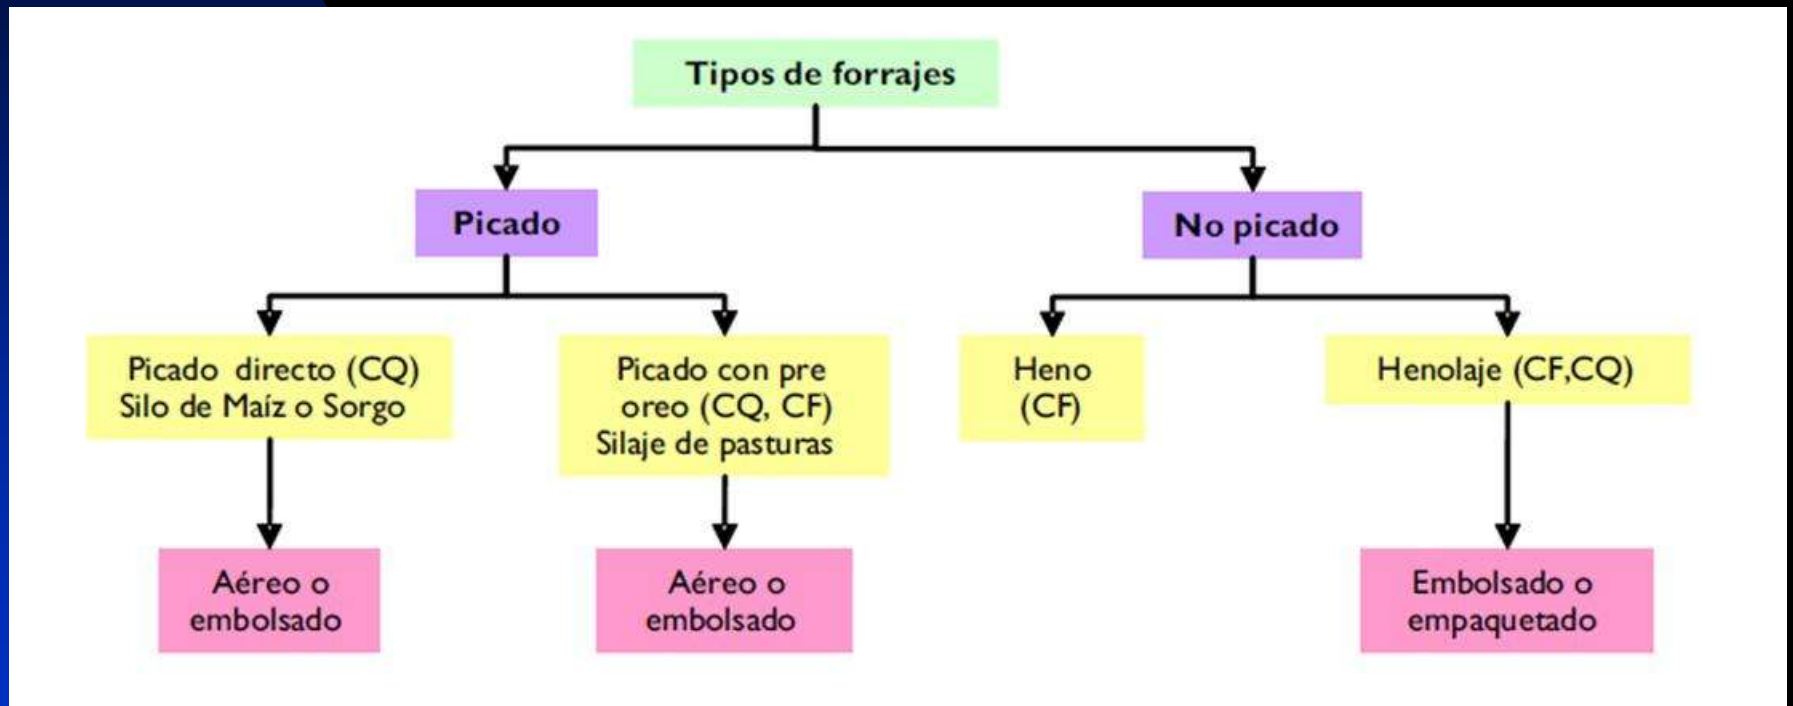 Tipos de forrajes
Picado
No picado
Picado directo (CQ)
Silo de Maíz o Sorgo
Picado con pre
oreo (CQ, CF)
Silaje de pasturas
Heno
(CF)
Henolaje (CF,CQ)
Aéreo o
embolsado
Aéreo o
embolsado
Embolsado o
empaquetado